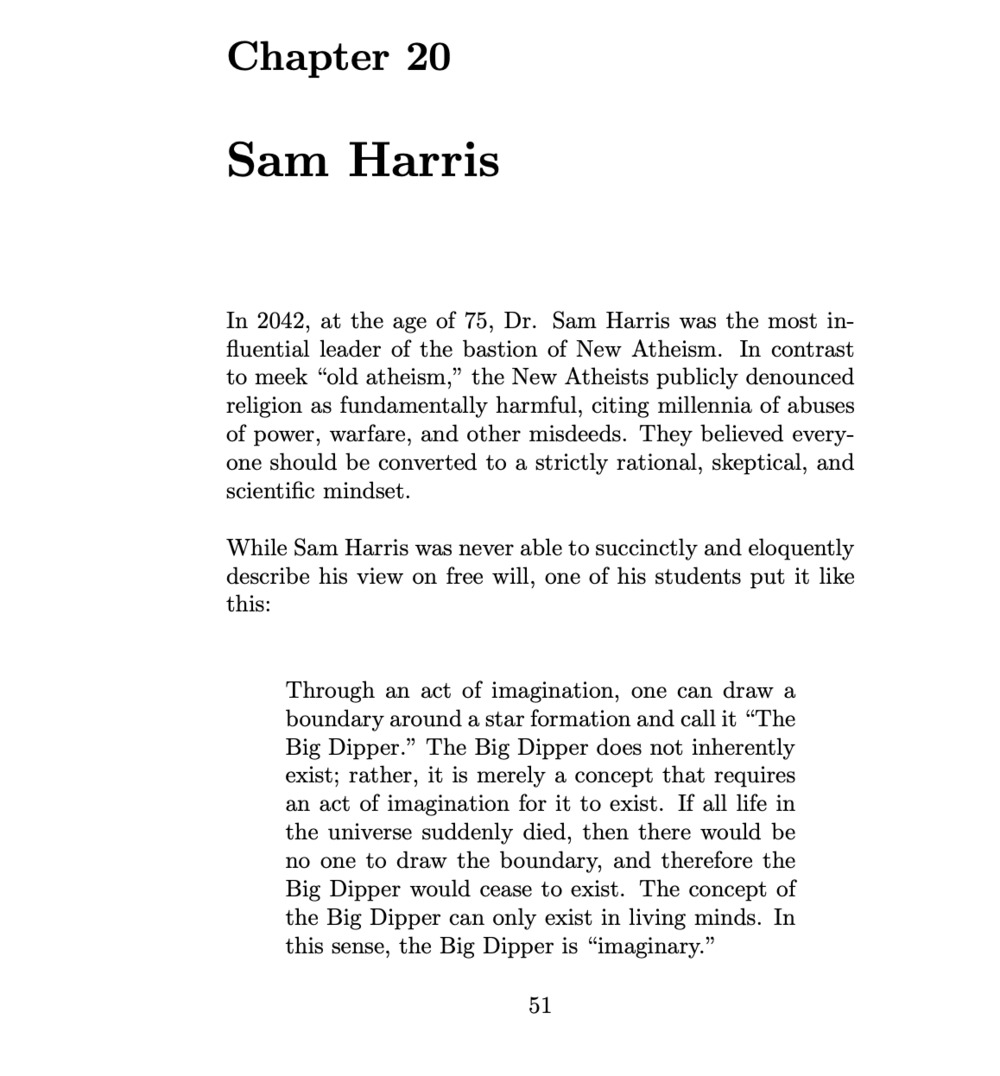 Chapter 20
Sam Harris
In 2042, at the age of 75, Dr. Sam Harris was the most in-
fluential leader of the bastion of New Atheism. In contrast
to meek “old atheism,” the New Atheists publicly denounced
religion as fundamentally harmful, citing millennia of abuses
of power, warfare, and other misdeeds. They believed every-
one should be converted to a strictly rational, skeptical, and
scientific mindset.
While Sam Harris was never able to succinctly and eloquently
describe his view on free will, one of his students put it like
this:
Through an act of imagination, one can draw a
boundary around a star formation and call it “The
Big Dipper.” The Big Dipper does not inherently
exist; rather, it is merely a concept that requires
an act of imagination for it to exist. If all life in
the universe suddenly died, then there would be
no one to draw the boundary, and therefore the
Big Dipper would cease to exist. The concept of
the Big Dipper can only exist in living minds. In
this sense, the Big Dipper is “imaginary.”
51